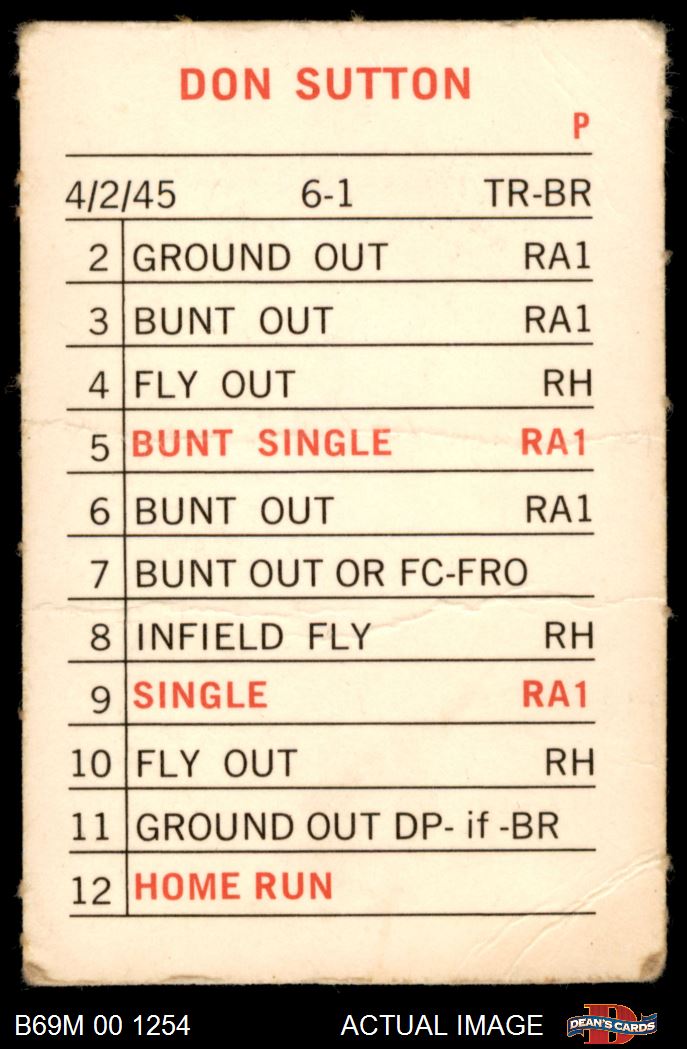 DON SUTTON
P
4/2/45 6-1 TR-BR
2 GROUND OUT RA1
3 BUNT OUT RA1
4 FLY OUT RH
5 BUNT SINGLE RA1
6 BUNT OUT RA1
7 BUNT OUT OR FC-FRO
8 INFIELD FLY RH
9 SINGLE RA1
10 FLY OUT RH
11 GROUND OUT DP- if -BR
12 HOME RUN
B69M 00 1254 ACTUAL IMAGE D DEAN'S CARDS